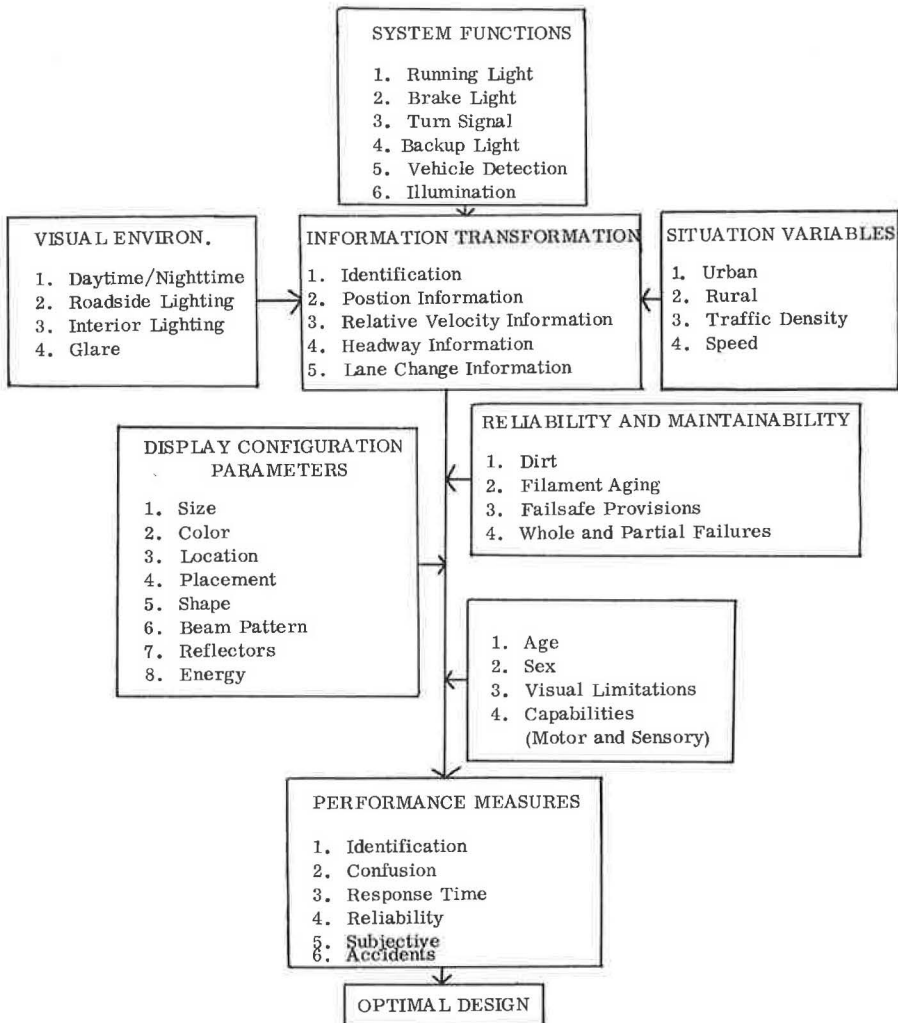 SYSTEM FUNCTIONS
1. Running Light
2. Brake Light
3. Turn Signal
4. Backup Light
5. Vehicle Detection
6. Illumination
VISUAL ENVIRON.
1. Daytime/Nighttime
2. Roadside Lighting
3. Interior Lighting
4. Glare
INFORMATION TRANSFORMATION
1. Identification
2. Postion Information
3. Relative Velocity Information
4. Headway Information
5. Lane Change Information
SITUATION VARIABLES
1. Urban
2. Rural
3. Traffic Density
4. Speed
DISPLAY CONFIGURATION
PARAMETERS
1. Size
2. Color
3. Location
4. Placement
5. Shape
6. Beam Pattern
7. Reflectors
8. Energy
RELIABILITY AND MAINTAINABILITY
1. Dirt
2. Filament Aging
3. Failsafe Provisions
4. Whole and Partial Failures
1. Age
2. Sex
3. Visual Limitations
4. Capabilities
(Motor and Sensory)
PERFORMANCE MEASURES
1. Identification
2. Confusion
3. Response Time
4. Reliability
5. Subjective
6. Accidents
OPTIMAL DESIGN